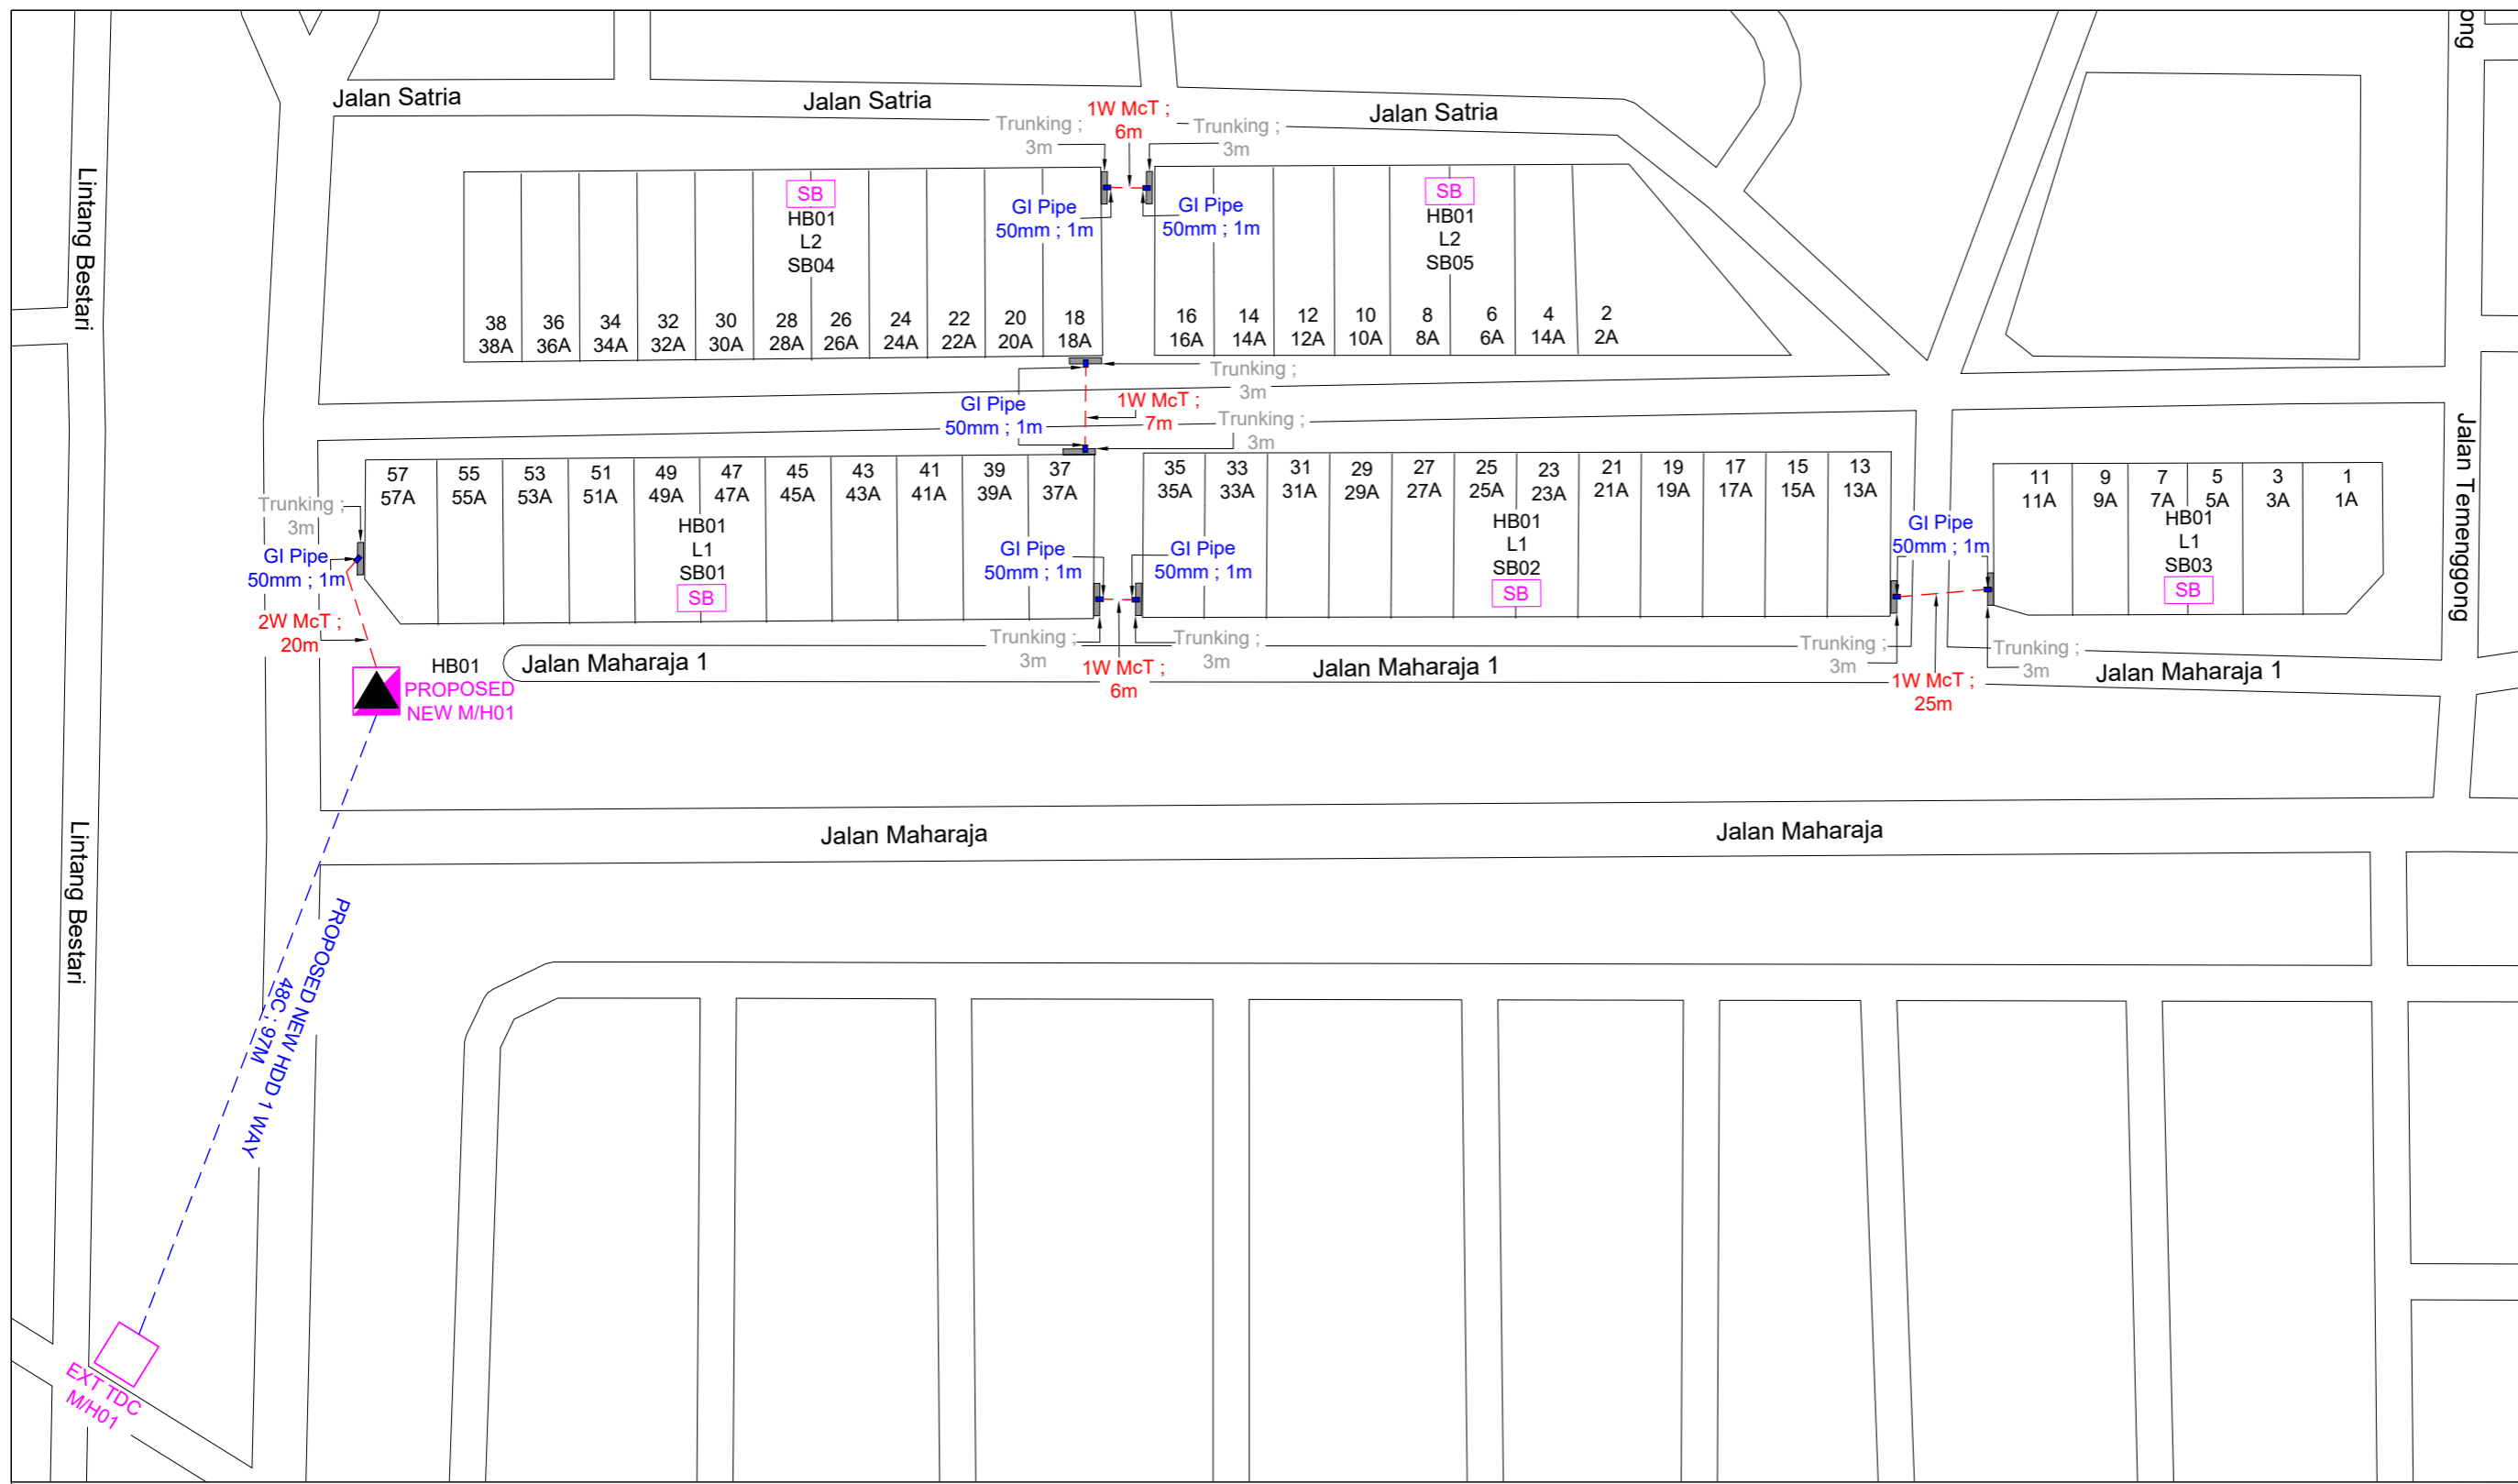 ong
Jalan Satria
Jalan Satria
Jalan Satria
Trunking ;
3m
1W McT ;
6m
Trunking ;
3m
Lintang Bestari
SB
HB01
L2
SB04
GI Pipe
50mm ; 1m
GI Pipe
50mm ; 1m
SB
HB01
L2
SB05
38
38A
36
36A
34
34A
32
32A
30
30A
28
28A
26
26A
24
24A
22
22A
20
20A
18
18A
16
16A
14
14A
12
12A
10
10A
8
8A
6
6A
4
14A
2
2A
Trunking ;
3m
GI Pipe
50mm ; 1m
1W McT ;
7m
Trunking ;
3m
Jalan Temenggong
57
57A
55
55A
53
53A
51
51A
49
49A
47
47A
45
45A
43
43A
41
41A
39
39A
37
37A
35
35A
33
33A
31
31A
29
29A
27
27A
25
25A
23
23A
21
21A
19
19A
17
17A
15
15A
13
13A
11
11A
9
9A
7
7A
5
5A
3
3A
1
1A
Trunking ;
3m
GI Pipe
50mm ; 1m
HB01
L1
SB01
SB
GI Pipe
50mm ; 1m
GI Pipe
50mm ; 1m
HB01
L1
SB02
SB
GI Pipe
50mm ; 1m
HB01
L1
SB03
SB
2W McT ;
20m
HB01
PROPOSED
NEW M/H01
Jalan Maharaja 1
Trunking ;
3m
1W McT ;
6m
Trunking ;
3m
Jalan Maharaja 1
Trunking ;
3m
1W McT ;
25m
Trunking ;
3m
Jalan Maharaja 1
Jalan Maharaja
Jalan Maharaja
Lintang Bestari
PROPOSED NEW HDD 1 WAY
48C ; 97M
EXT TDC
M/H01